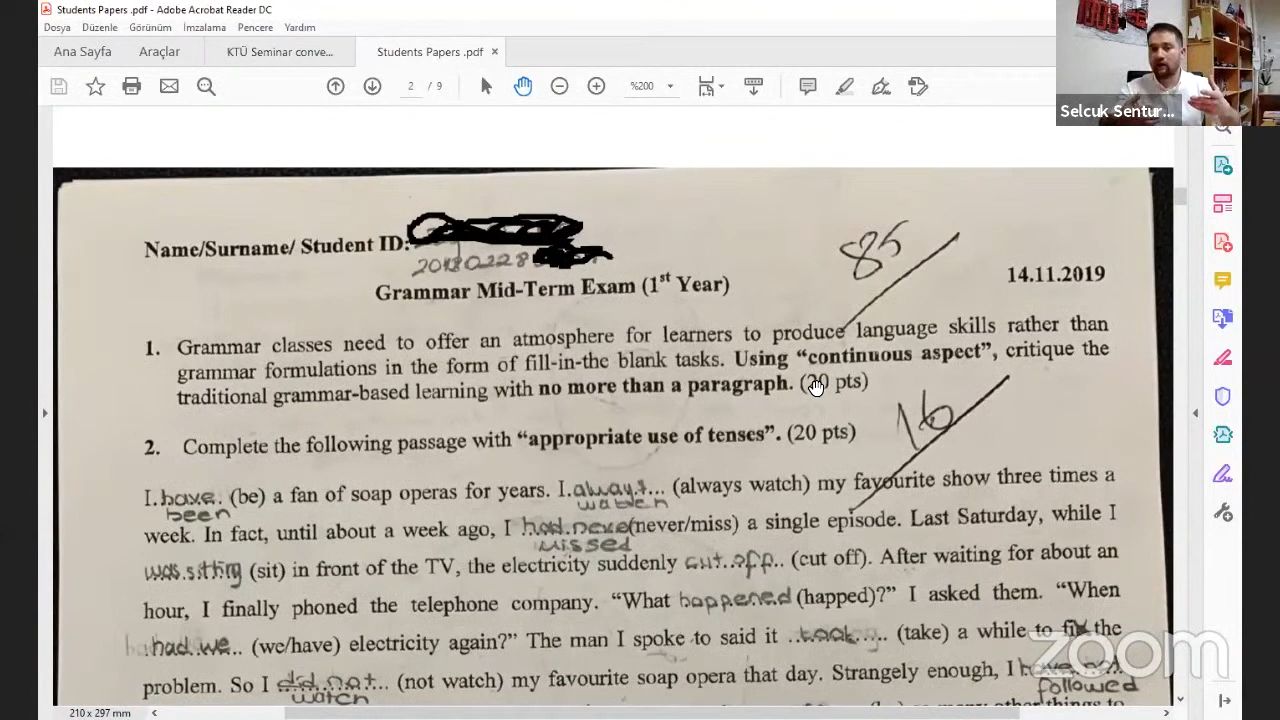 Students Papers .pdf - Adobe Acrobat Reader DC
Dosya Düzenle Görünüm İmzalama Pencere Yardım
Ana Sayfa Araçlar KTÜ Seminar conve... Students Papers .pdf ×
2 / 9 %200
Selcuk Sentur...
Name/Surname/ Student ID:
20180228
85
Grammar Mid-Term Exam (1st Year) 14.11.2019
1. Grammar classes need to offer an atmosphere for learners to produce language skills rather than
grammar formulations in the form of fill-in-the blank tasks. Using “continuous aspect”, critique the
traditional grammar-based learning with no more than a paragraph. (20 pts)
16
2. Complete the following passage with “appropriate use of tenses”. (20 pts)
I.have. (be) a fan of soap operas for years. I ... (always watch) my favourite show three times a
been watch
week. In fact, until about a week ago, I had neve(never/miss) a single episode. Last Saturday, while I
missed
was sitting (sit) in front of the TV, the electricity suddenly cut..off.. (cut off). After waiting for about an
hour, I finally phoned the telephone company. “What happened (happed)?” I asked them. “When
..had we.. (we/have) electricity again?” The man I spoke to said it ..took.... (take) a while to fix the
problem. So I did not... (not watch) my favourite soap opera that day. Strangely enough, I have not
watch followed
other things to
zoom
210 x 297 mm